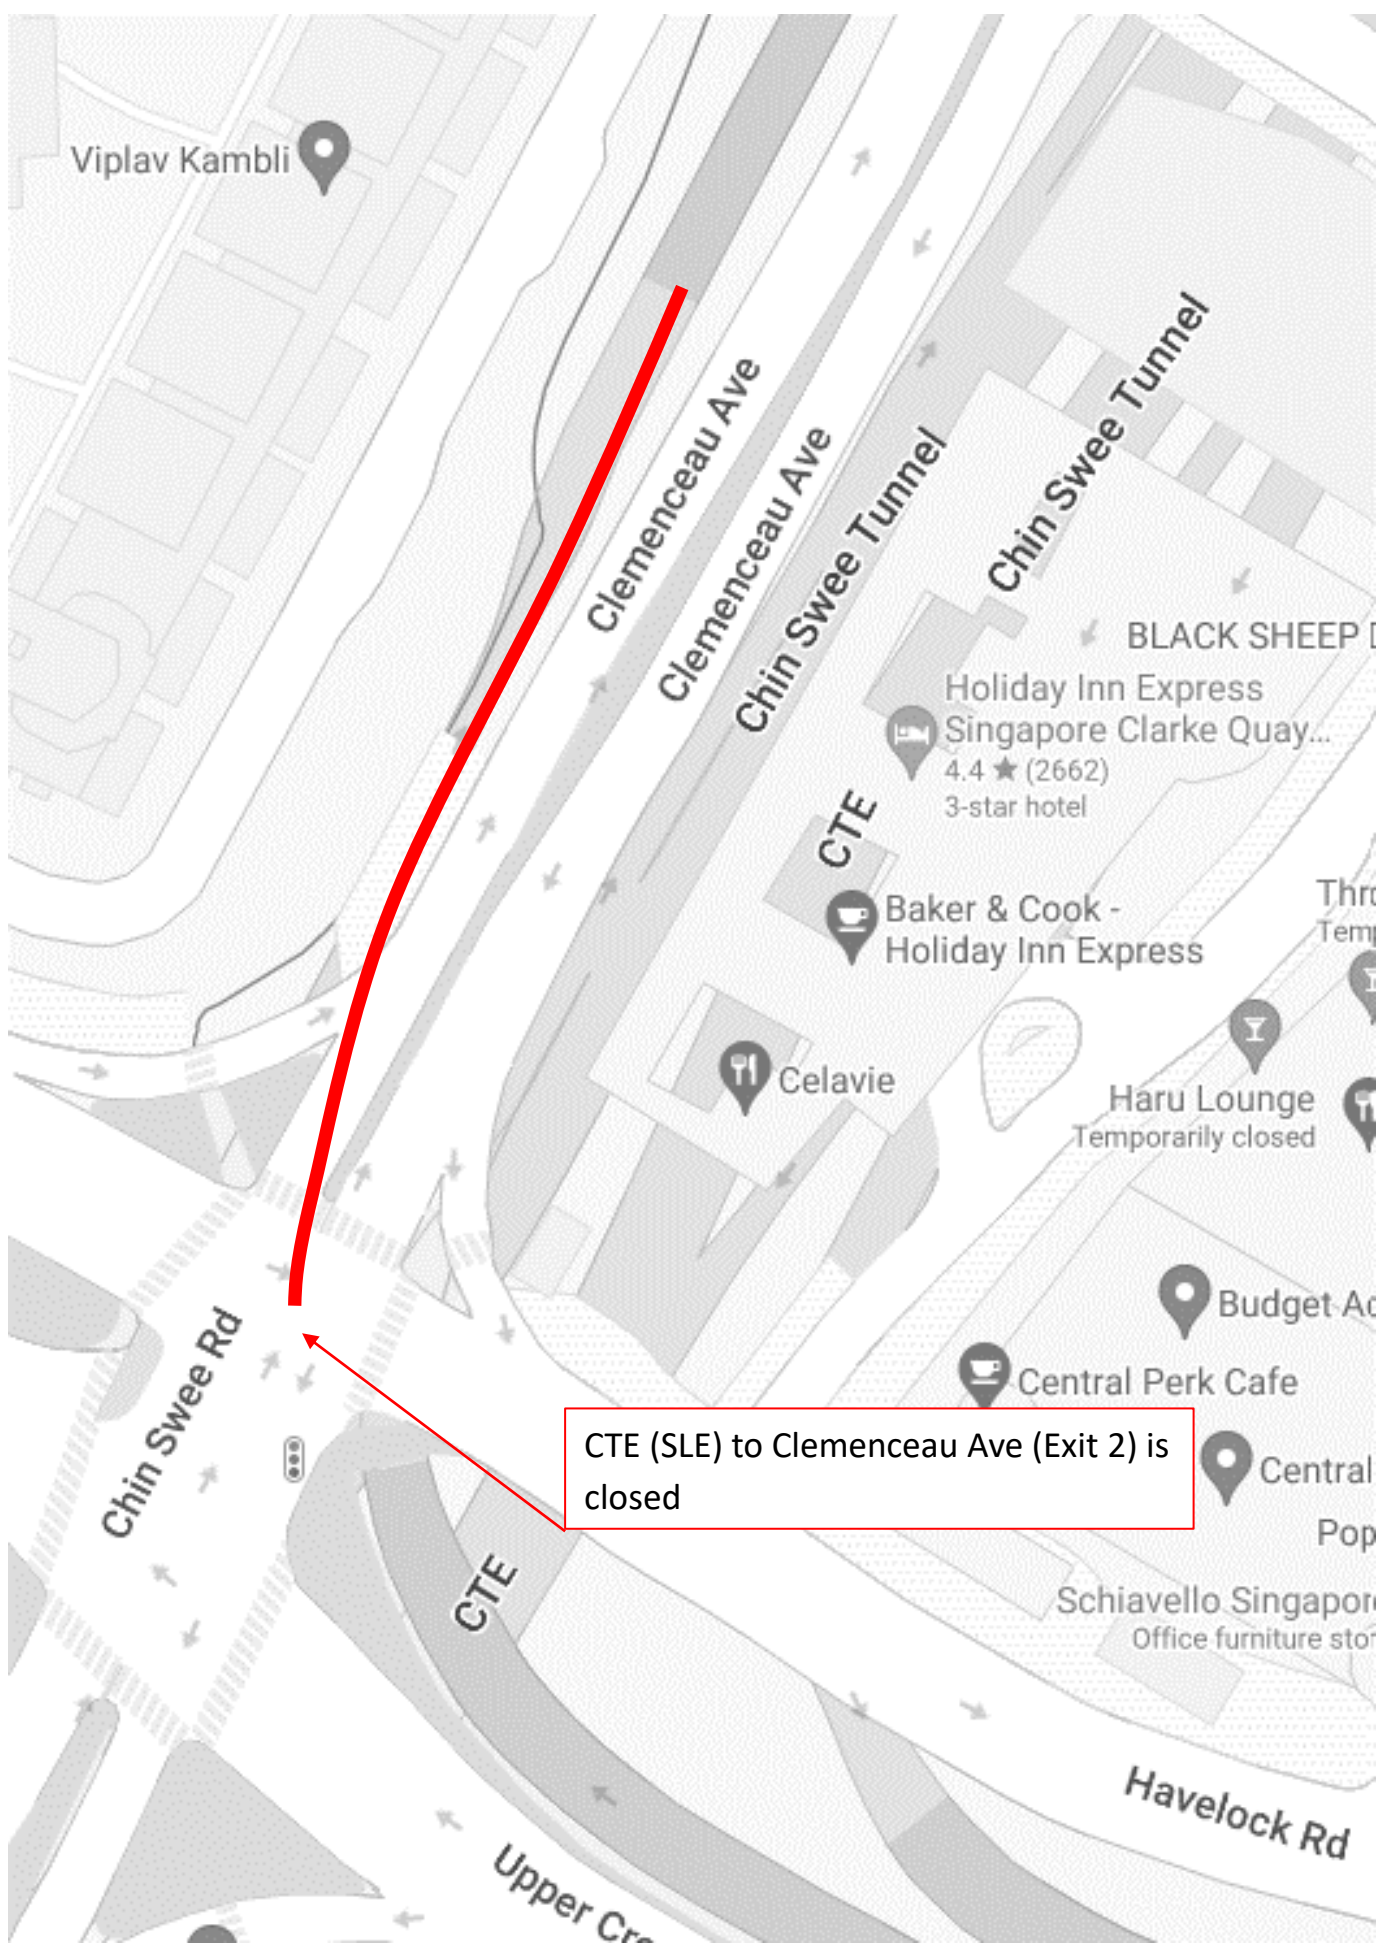 Viplav Kambli
Clemenceau Ave
Clemenceau Ave
Chin Swee Tunnel
Chin Swee Tunnel
BLACK SHEEP
Holiday Inn Express
Singapore Clarke Quay...
4.4 ★ (2662)
3-star hotel
CTE
Baker & Cook -
Holiday Inn Express
Celavie
Haru Lounge
Temporarily closed
Budget
Central Perk Cafe
Chin Swee Rd
CTE (SLE) to Clemenceau Ave (Exit 2) is
closed
Central
CTE
Schiavello
Office furniture
Havelock Rd
Upper